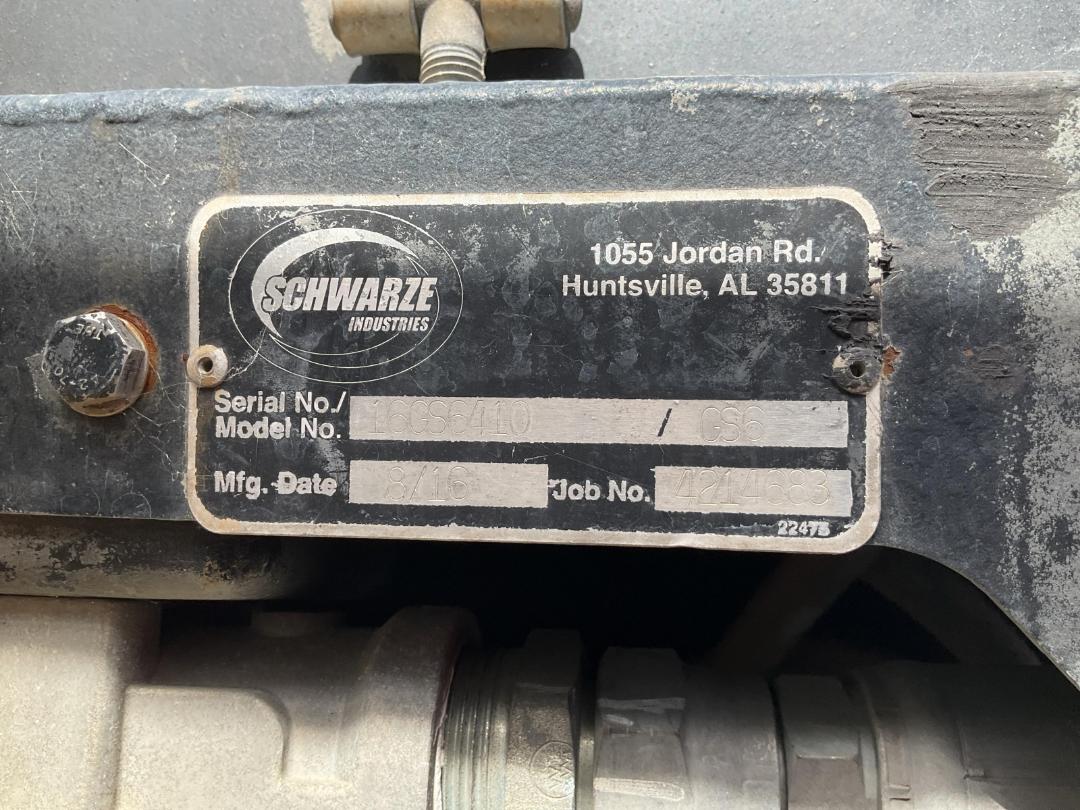 SCHWARZE
INDUSTRIES
1055 Jordan Rd.
Huntsville, AL 35811
Serial No./ 16GS6410 / GS6
Model No.
Mfg. Date 8/16 Job No. 4214683
22475